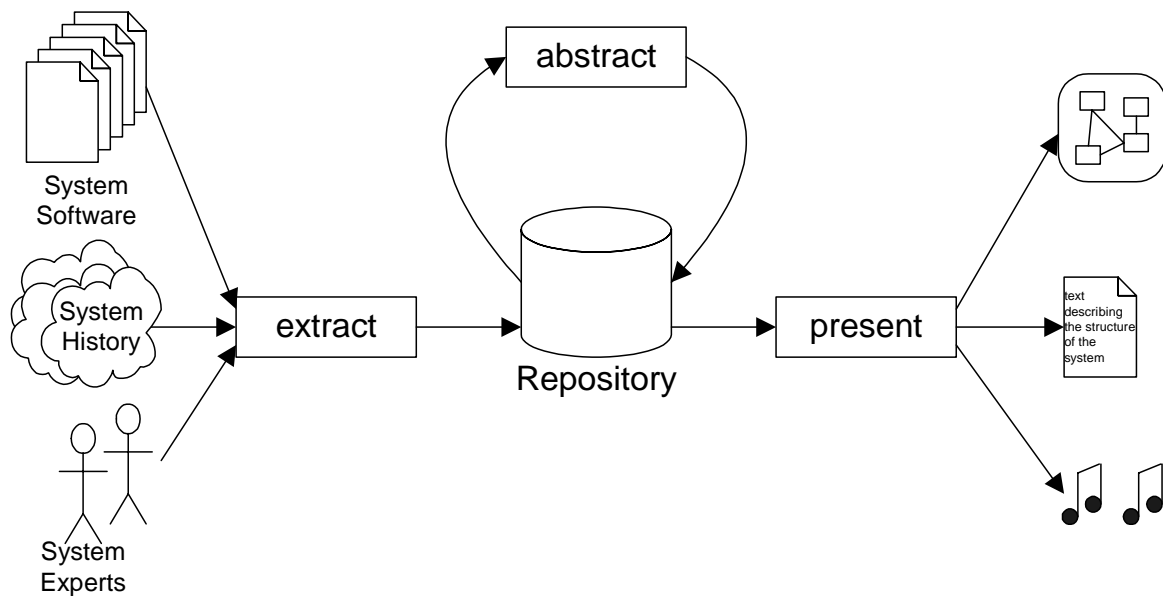 abstract
System
Software
System
History
extract
Repository
present
text
describing
the structure
of the
system
System
Experts